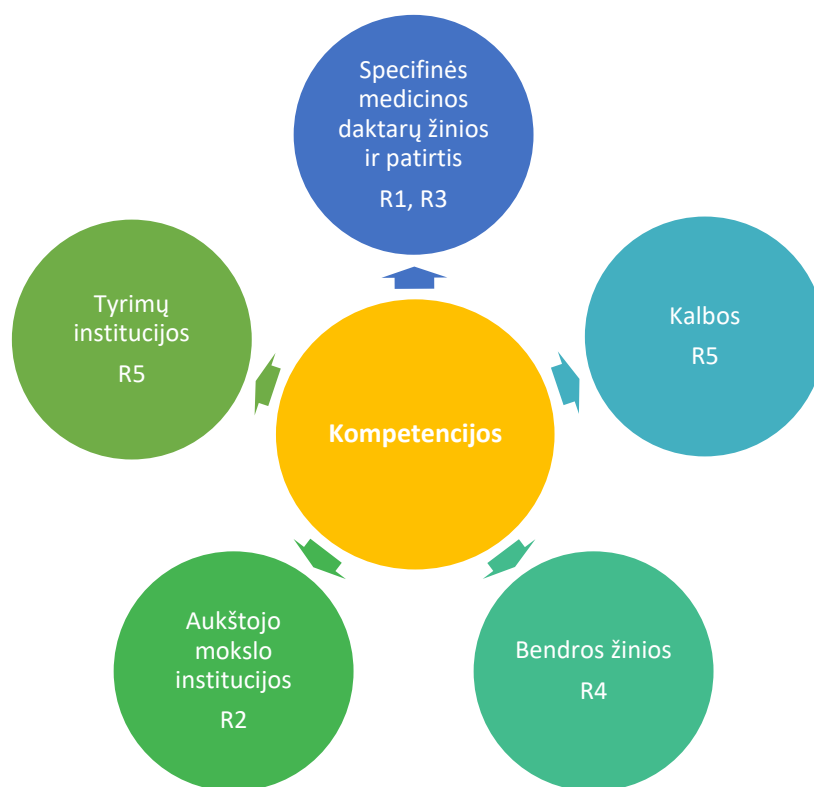 Specifinės
medicinos
daktarų žinios
ir patirtis
R1, R3
Tyrimų
institucijos
R5
Kalbos
R5
Kompetencijos
Aukštojo
mokslo
institucijos
R2
Bendros žinios
R4